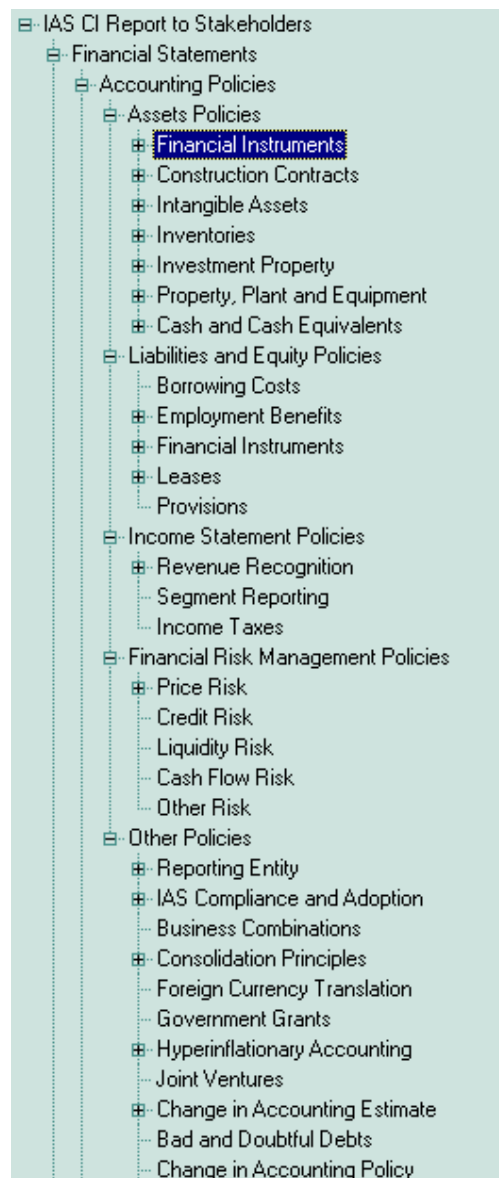 IAS CI Report to Stakeholders
Financial Statements
Accounting Policies
Assets Policies
Financial Instruments
Construction Contracts
Intangible Assets
Inventories
Investment Property
Property, Plant and Equipment
Cash and Cash Equivalents
Liabilities and Equity Policies
Borrowing Costs
Employment Benefits
Financial Instruments
Leases
Provisions
Income Statement Policies
Revenue Recognition
Segment Reporting
Income Taxes
Financial Risk Management Policies
Price Risk
Credit Risk
Liquidity Risk
Cash Flow Risk
Other Risk
Other Policies
Reporting Entity
IAS Compliance and Adoption
Business Combinations
Consolidation Principles
Foreign Currency Translation
Government Grants
Hyperinflationary Accounting
Joint Ventures
Change in Accounting Estimate
Bad and Doubtful Debts
Change in Accounting Policy